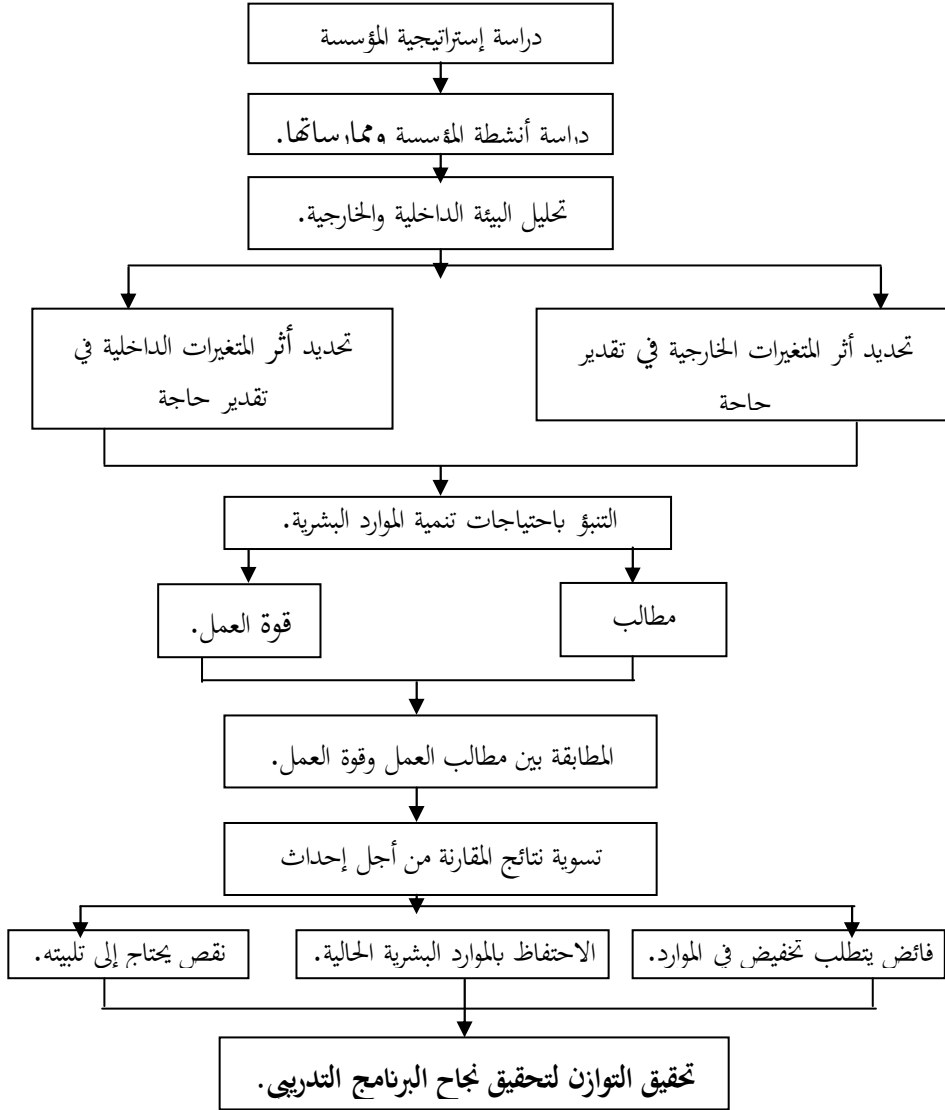 دراسة إستراتيجية المؤسسة
دراسة أنشطة المؤسسة وممارساتها.
تحليل البيئة الداخلية والخارجية.
تحديد أثر المتغيرات الخارجية في تقدير
حاجة
تحديد أثر المتغيرات الداخلية في
تقدير حاجة
التنبؤ باحتياجات تنمية الموارد البشرية.
مطالب
قوة العمل.
المطابقة بين مطالب العمل وقوة العمل.
تسوية نتائج المقارنة من أجل إحداث
فائض يتطلب تخفيض في الموارد.
الاحتفاظ بالموارد البشرية الحالية.
نقص يحتاج إلى تلبيته.
تحقيق التوازن لتحقيق نجاح البرنامج التدريبي.